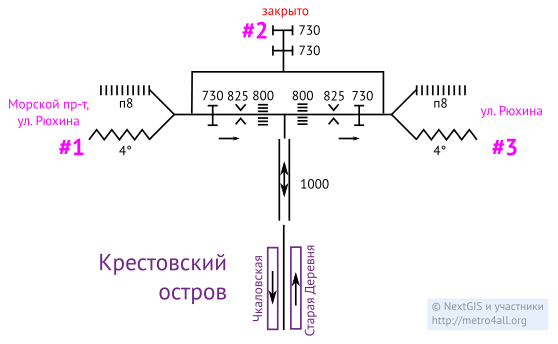 закрыто
#2
730
730
730
825
800
800
825
730
п8
п8
Морской пр-т,
ул. Рюхина
#1
4°
4°
ул. Рюхина
#3
1000
Крестовский
остров
Чкаловская
Старая Деревня
© NextGIS и участники
http://metro4all.org